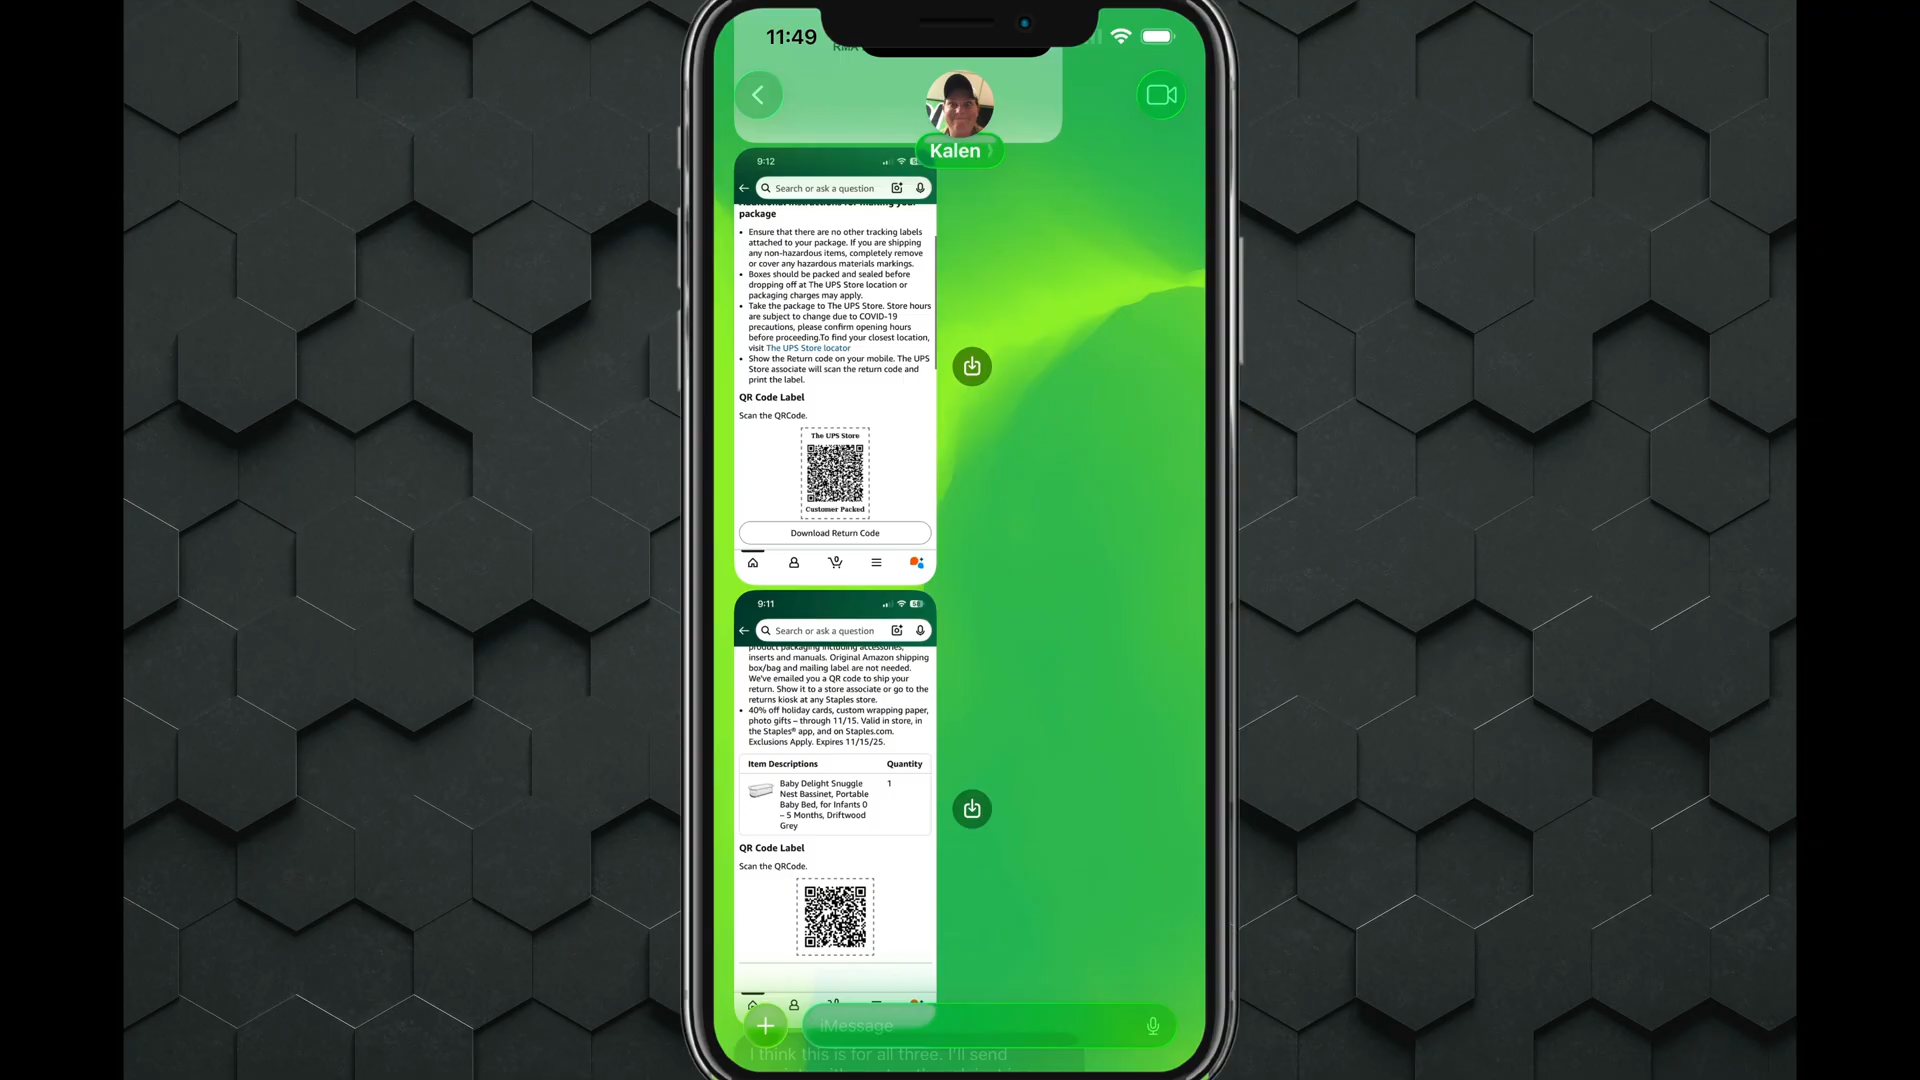 11:49
RMA
Kalen
9:12
Search or ask a question
Additional instructions for mailing your
package
• Ensure that there are no other tracking labels
attached to your package. If you are shipping
any non-hazardous items, completely remove
or cover any hazardous materials markings.
• Boxes should be packed and sealed before
dropping off at The UPS Store location or
packaging charges may apply.
• Take the package to The UPS Store. Store hours
are subject to change due to COVID-19
precautions, please confirm opening hours
before proceeding.To find your closest location,
visit The UPS Store locator
• Show the Return code on your mobile. The UPS
Store associate will scan the return code and
print the label.
QR Code Label
Scan the QRCode.
The UPS Store
Customer Packed
Download Return Code
0
9:11
Search or ask a question
product packaging including accessories,
inserts and manuals. Original Amazon shipping
box/bag and mailing label are not needed.
We've emailed you a QR code to ship your
return. Show it to a store associate or go to the
returns kiosk at any Staples store.
• 40% off holiday cards, custom wrapping paper,
photo gifts – through 11/15. Valid in store, in
the Staples® app, and on Staples.com.
Exclusions Apply. Expires 11/15/25.
Item Descriptions Quantity
Baby Delight Snuggle 1
Nest Bassinet, Portable
Baby Bed, for Infants 0
– 5 Months, Driftwood
Grey
QR Code Label
Scan the QRCode.
iMessage
I think this is for all three. I'll send